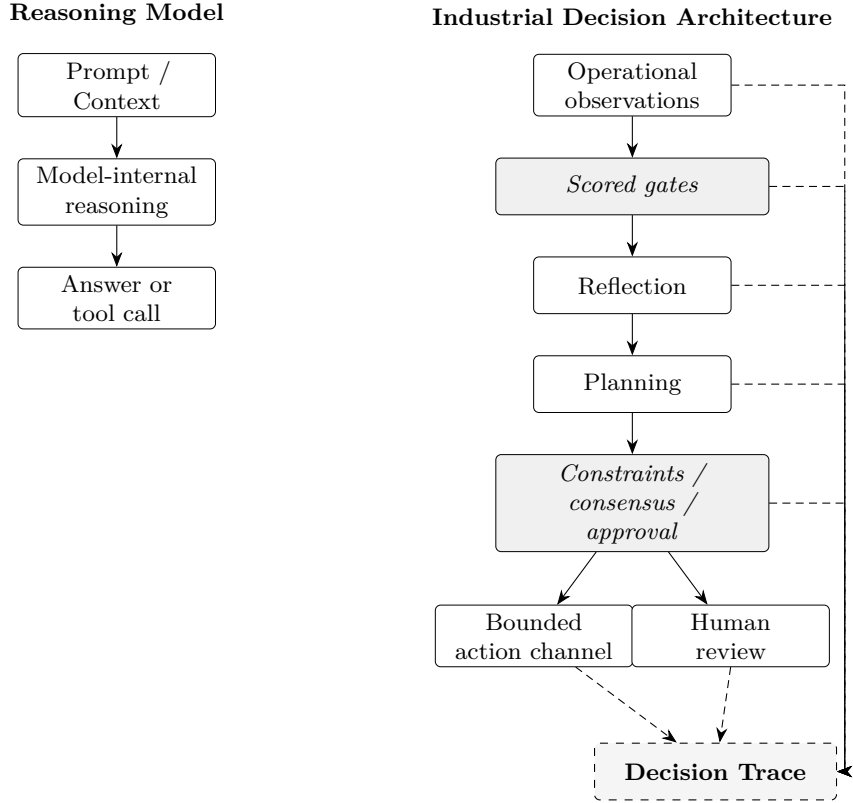 Reasoning Model
Prompt /
Context
Model-internal
reasoning
Answer or
tool call
Industrial Decision Architecture
Operational
observations
Scored gates
Reflection
Planning
Constraints /
consensus /
approval
Bounded
action channel
Human
review
Decision Trace